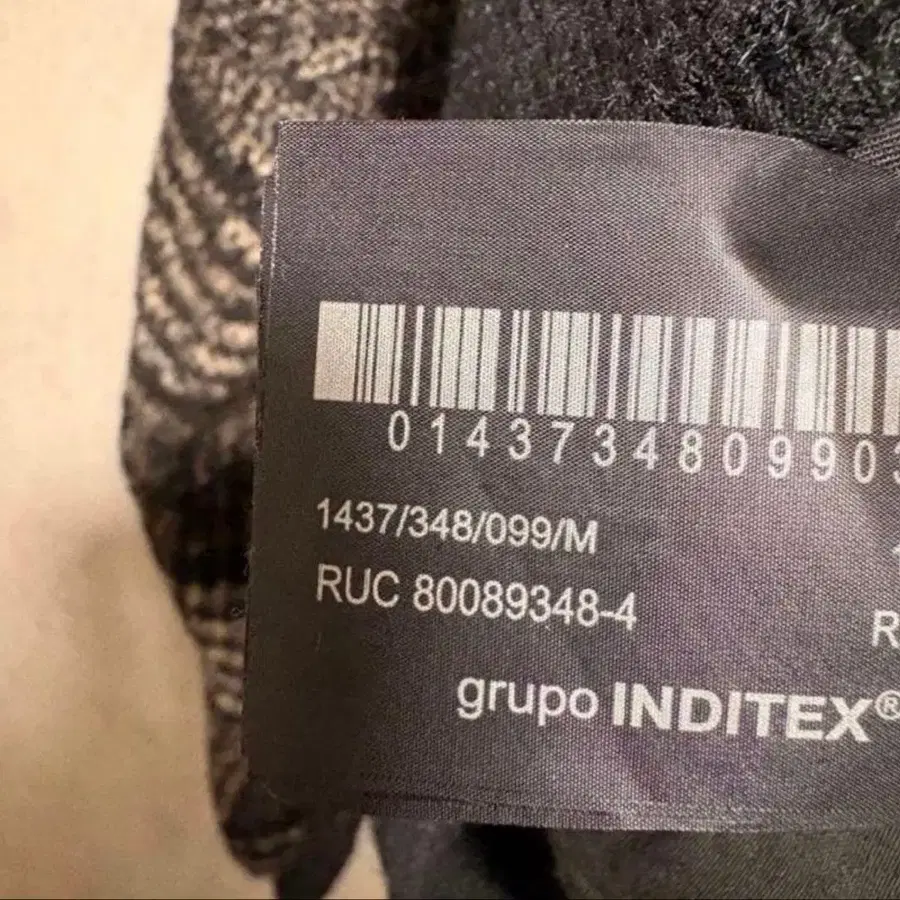 0143734809903
1437/348/099/M
RUC 80089348-4
R
grupo INDITEX®